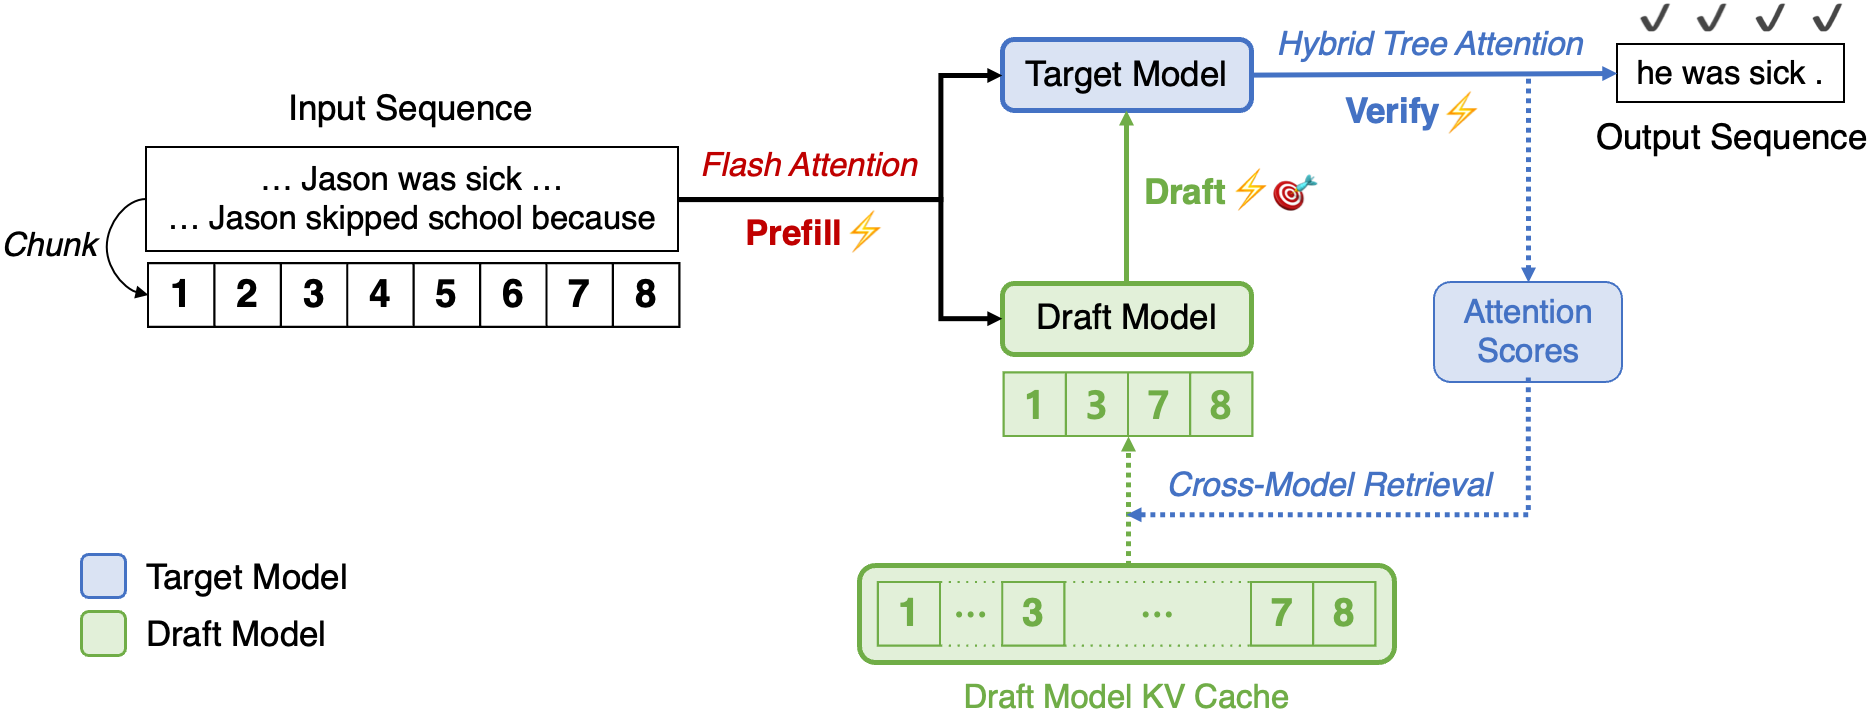 Input Sequence
… Jason was sick …
… Jason skipped school because
Chunk
1 2 3 4 5 6 7 8
Flash Attention
Prefill
Target Model
Draft
Draft Model
1 3 7 8
Hybrid Tree Attention
Verify
he was sick .
Output Sequence
Attention
Scores
Cross-Model Retrieval
1 … 3 … 7 8
Draft Model KV Cache
Target Model
Draft Model